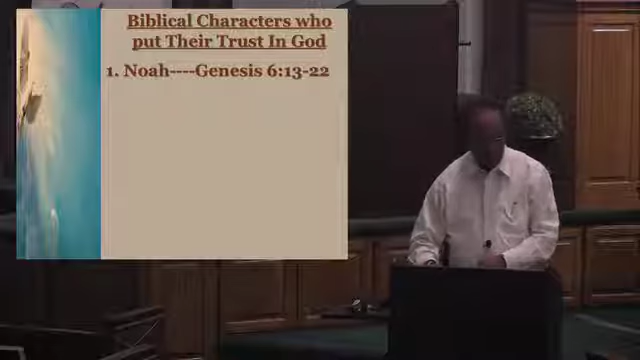 Biblical Characters who
put Their Trust In God
1. Noah----Genesis 6:13-22